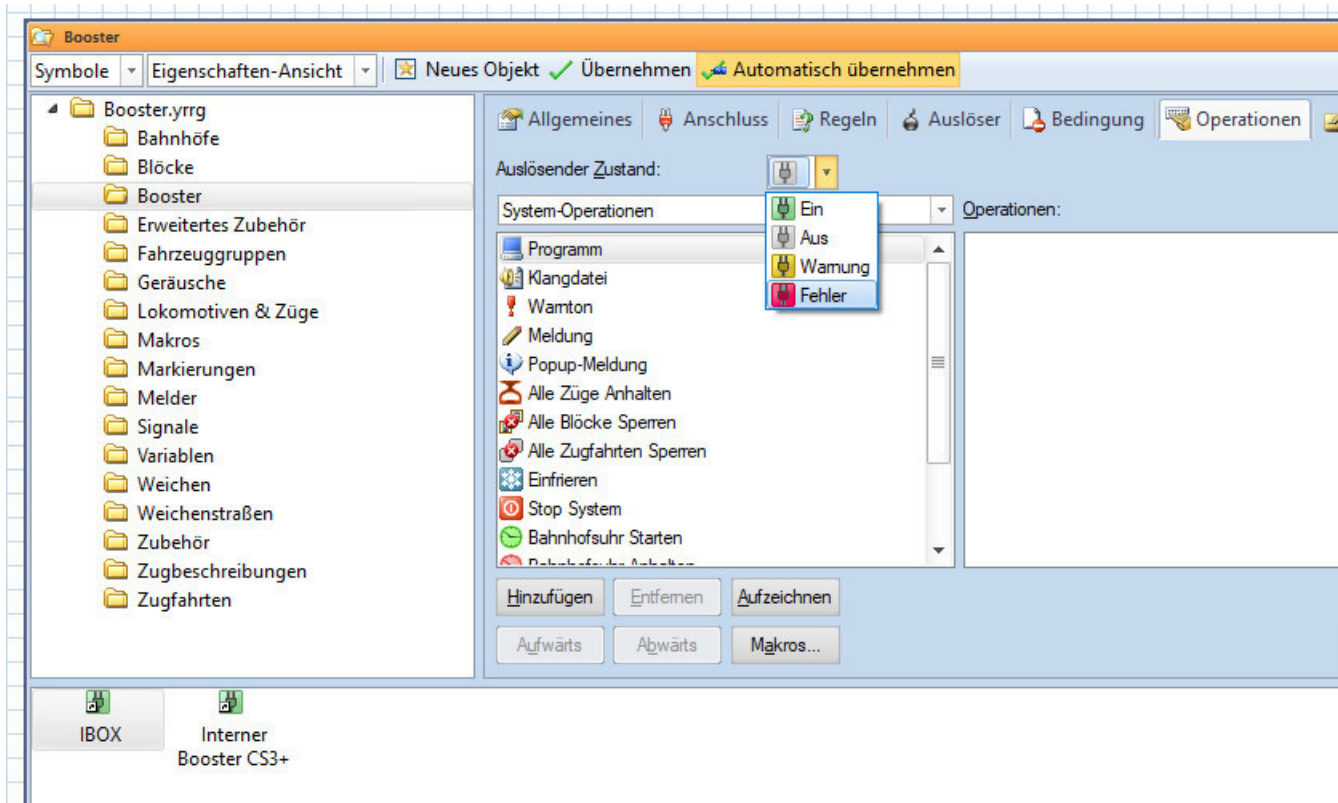 Booster
Symbole Eigenschaften-Ansicht Neues Objekt Übernehmen Automatisch übernehmen
Booster.yrrg
Bahnhöfe
Blöcke
Booster
Erweitertes Zubehör
Fahrzeuggruppen
Geräusche
Lokomotiven & Züge
Makros
Markierungen
Melder
Signale
Variablen
Weichen
Weichenstraßen
Zubehör
Zugbeschreibungen
Zugfahrten
Allgemeines Anschluss Regeln Auslöser Bedingung Operationen
Auslösender Zustand:
System-Operationen
Ein
Aus
Warnung
Fehler
Operationen:
Programm
Klangdatei
Warnton
Meldung
Popup-Meldung
Alle Züge Anhalten
Alle Blöcke Sperren
Alle Zugfahrten Sperren
Einfrieren
Stop System
Bahnhofsuhr Starten
Hinzufügen Entfernen Aufzeichnen
Aufwärts Abwärts Makros...
IBOX
Interner
Booster CS3+